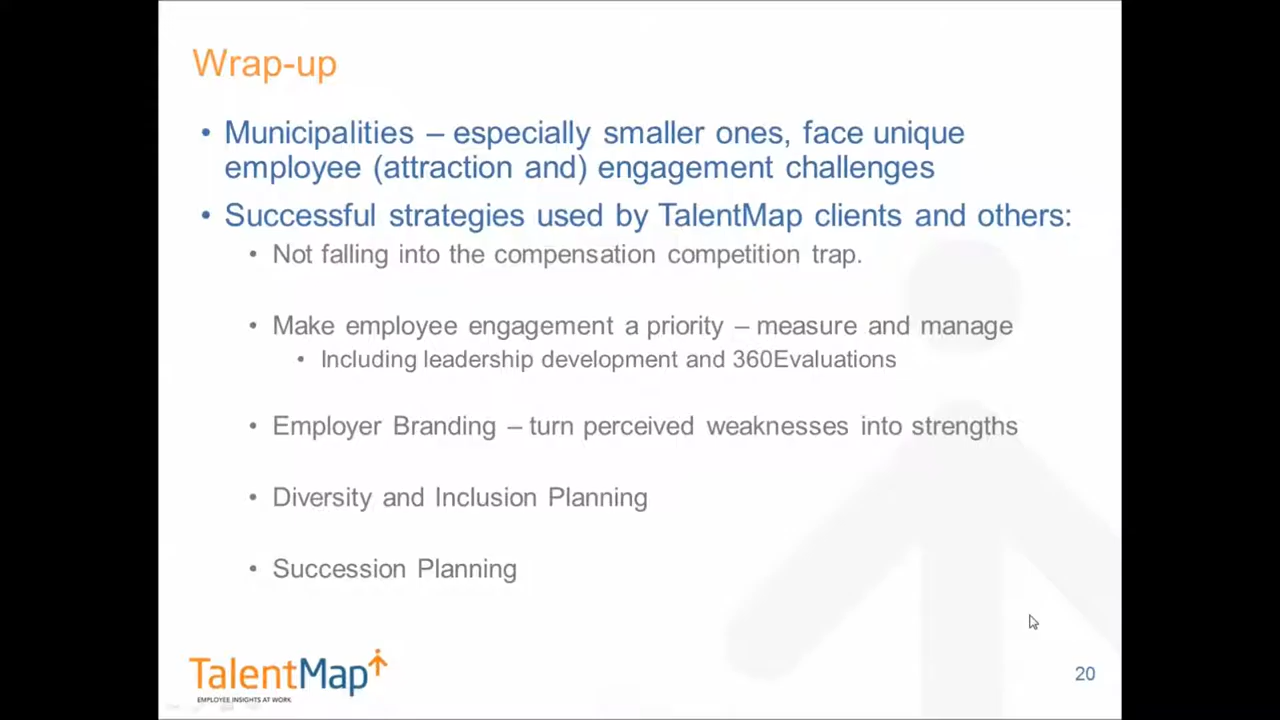 Wrap-up
• Municipalities – especially smaller ones, face unique
employee (attraction and) engagement challenges
• Successful strategies used by TalentMap clients and others:
• Not falling into the compensation competition trap.
• Make employee engagement a priority – measure and manage
• Including leadership development and 360Evaluations
• Employer Branding – turn perceived weaknesses into strengths
• Diversity and Inclusion Planning
• Succession Planning
TalentMap
EMPLOYEE INSIGHTS AT WORK
20